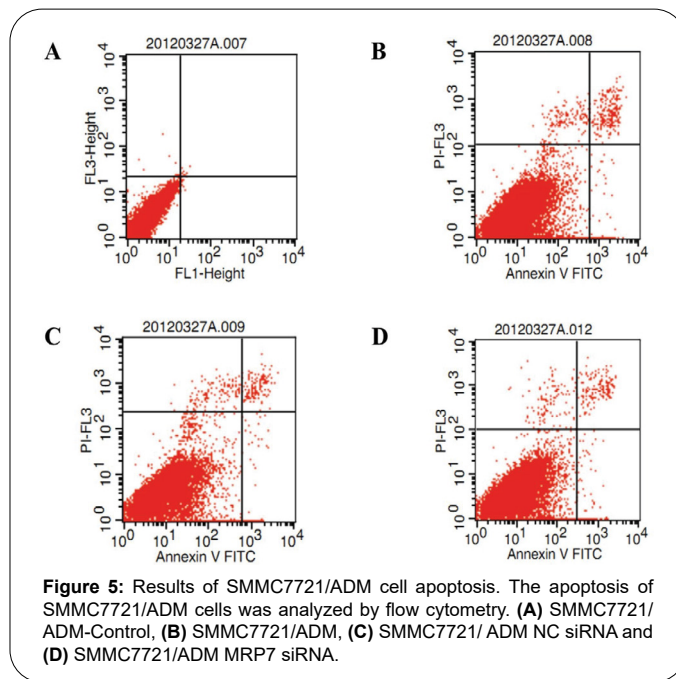 A
20120327A.007
FL3-Height
10^4
10^3
10^2
10^1
10^0
10^0 10^1 10^2 10^3 10^4
FL1-Height
B
20120327A.008
PI-FL3
10^4
10^3
10^2
10^1
10^0
10^0 10^1 10^2 10^3 10^4
Annexin V FITC
C
20120327A.009
PI-FL3
10^4
10^3
10^2
10^1
10^0
10^0 10^1 10^2 10^3 10^4
Annexin V FITC
D
20120327A.012
PI-FL3
10^4
10^3
10^2
10^1
10^0
10^0 10^1 10^2 10^3 10^4
Annexin V FITC
Figure 5: Results of SMMC7721/ADM cell apoptosis. The apoptosis of
SMMC7721/ADM cells was analyzed by flow cytometry. (A) SMMC7721/
ADM-Control, (B) SMMC7721/ADM, (C) SMMC7721/ ADM NC siRNA and
(D) SMMC7721/ADM MRP7 siRNA.